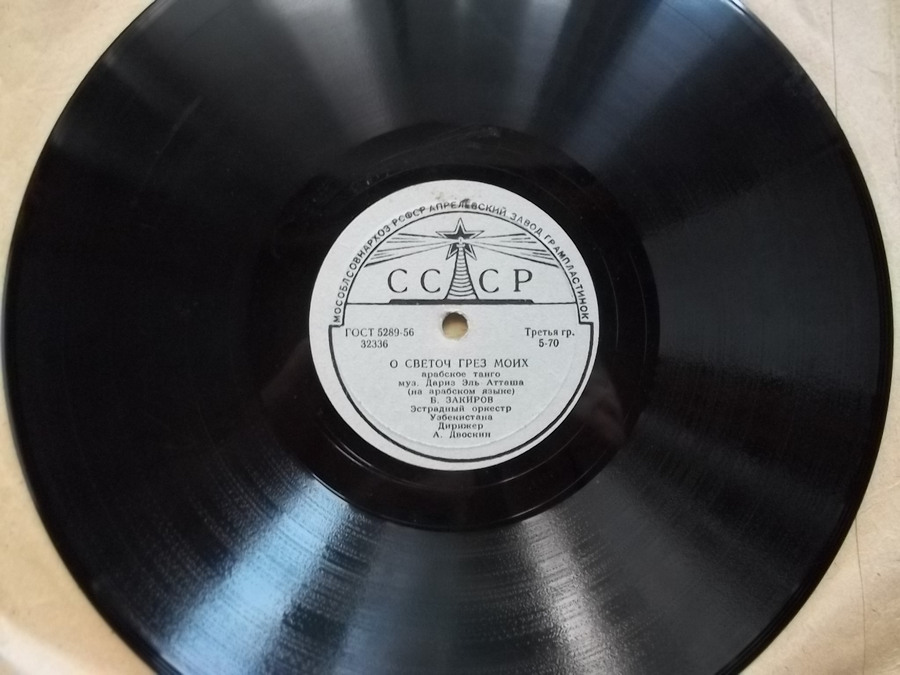 МОСОБЛСОВНАРХОЗ РСФСР АПРЕЛЕВСКИЙ ЗАВОД ГРАМПЛАСТИНОК
СССР
ГОСТ 5289-56
32336
Третья гр.
5-70
О СВЕТОЧ ГРЕЗ МОИХ
арабское танго
муз. Дариз Эль Атташа
(на арабском языке)
Б. ЗАКИРОВ
Эстрадный оркестр
Узбекистана
Дирижер
А. Двоскин